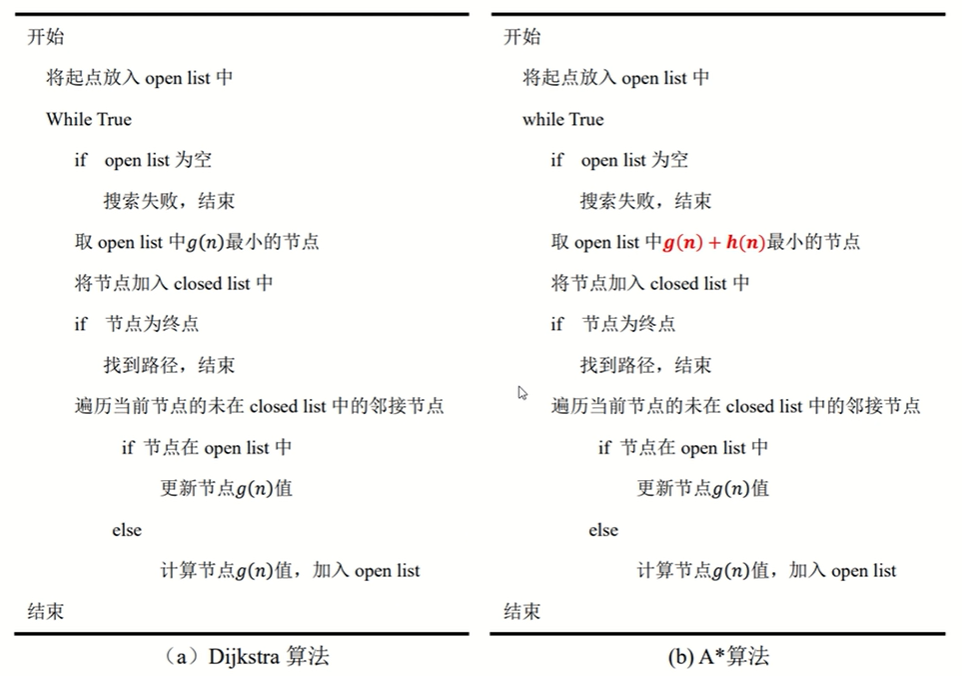 开始
将起点放入 open list 中
While True
if open list 为空
搜索失败，结束
取 open list 中g(n)最小的节点
将节点加入 closed list 中
if 节点为终点
找到路径，结束
遍历当前节点的未在 closed list 中的邻接节点
if 节点在 open list 中
更新节点g(n)值
else
计算节点g(n)值，加入 open list
结束
（a）Dijkstra 算法
开始
将起点放入 open list 中
while True
if open list 为空
搜索失败，结束
取 open list 中g(n) + h(n)最小的节点
将节点加入 closed list 中
if 节点为终点
找到路径，结束
遍历当前节点的未在 closed list 中的邻接节点
if 节点在 open list 中
更新节点g(n)值
else
计算节点g(n)值，加入 open list
结束
(b) A*算法